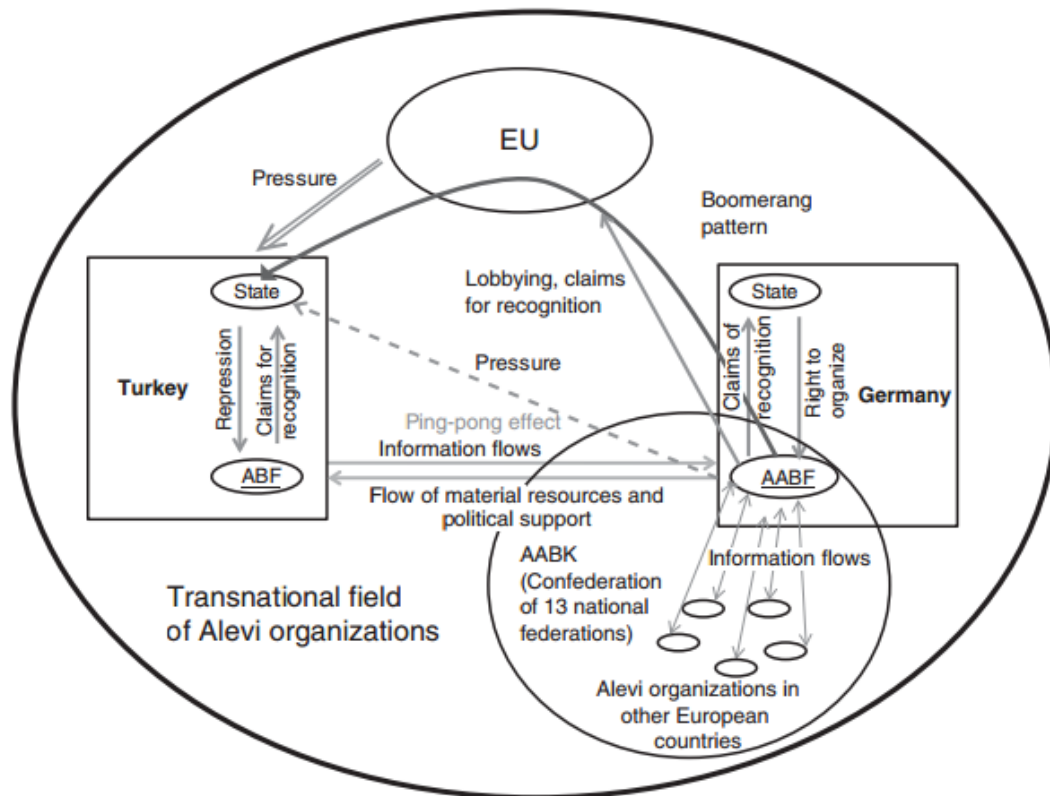 EU
Pressure
Boomerang
pattern
State
Lobbying, claims
for recognition
State
Turkey
Repression
Claims for
recognition
Pressure
Claims of
recognition
Right to
organize
Germany
Ping-pong effect
Information flows
ABF
AABF
Flow of material resources and
political support
AABK
(Confederation
of 13 national
federations)
Information flows
Transnational field
of Alevi organizations
Alevi organizations in
other European
countries